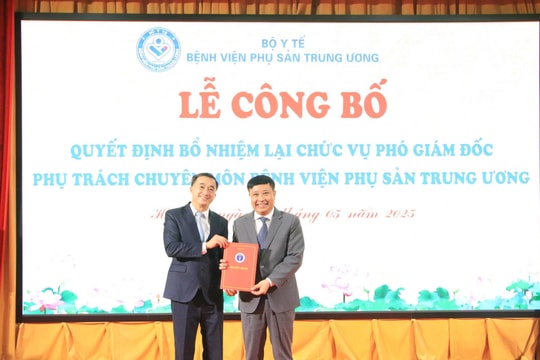 BỘ Y TẾ
BỆNH VIỆN PHỤ SẢN TRUNG ƯƠNG
LỄ CÔNG BỐ
QUYẾT ĐỊNH BỔ NHIỆM LẠI CHỨC VỤ PHÓ GIÁM ĐỐC
PHỤ TRÁCH CHUYÊN MÔN BỆNH VIỆN PHỤ SẢN TRUNG ƯƠNG
tháng 05 năm 2025